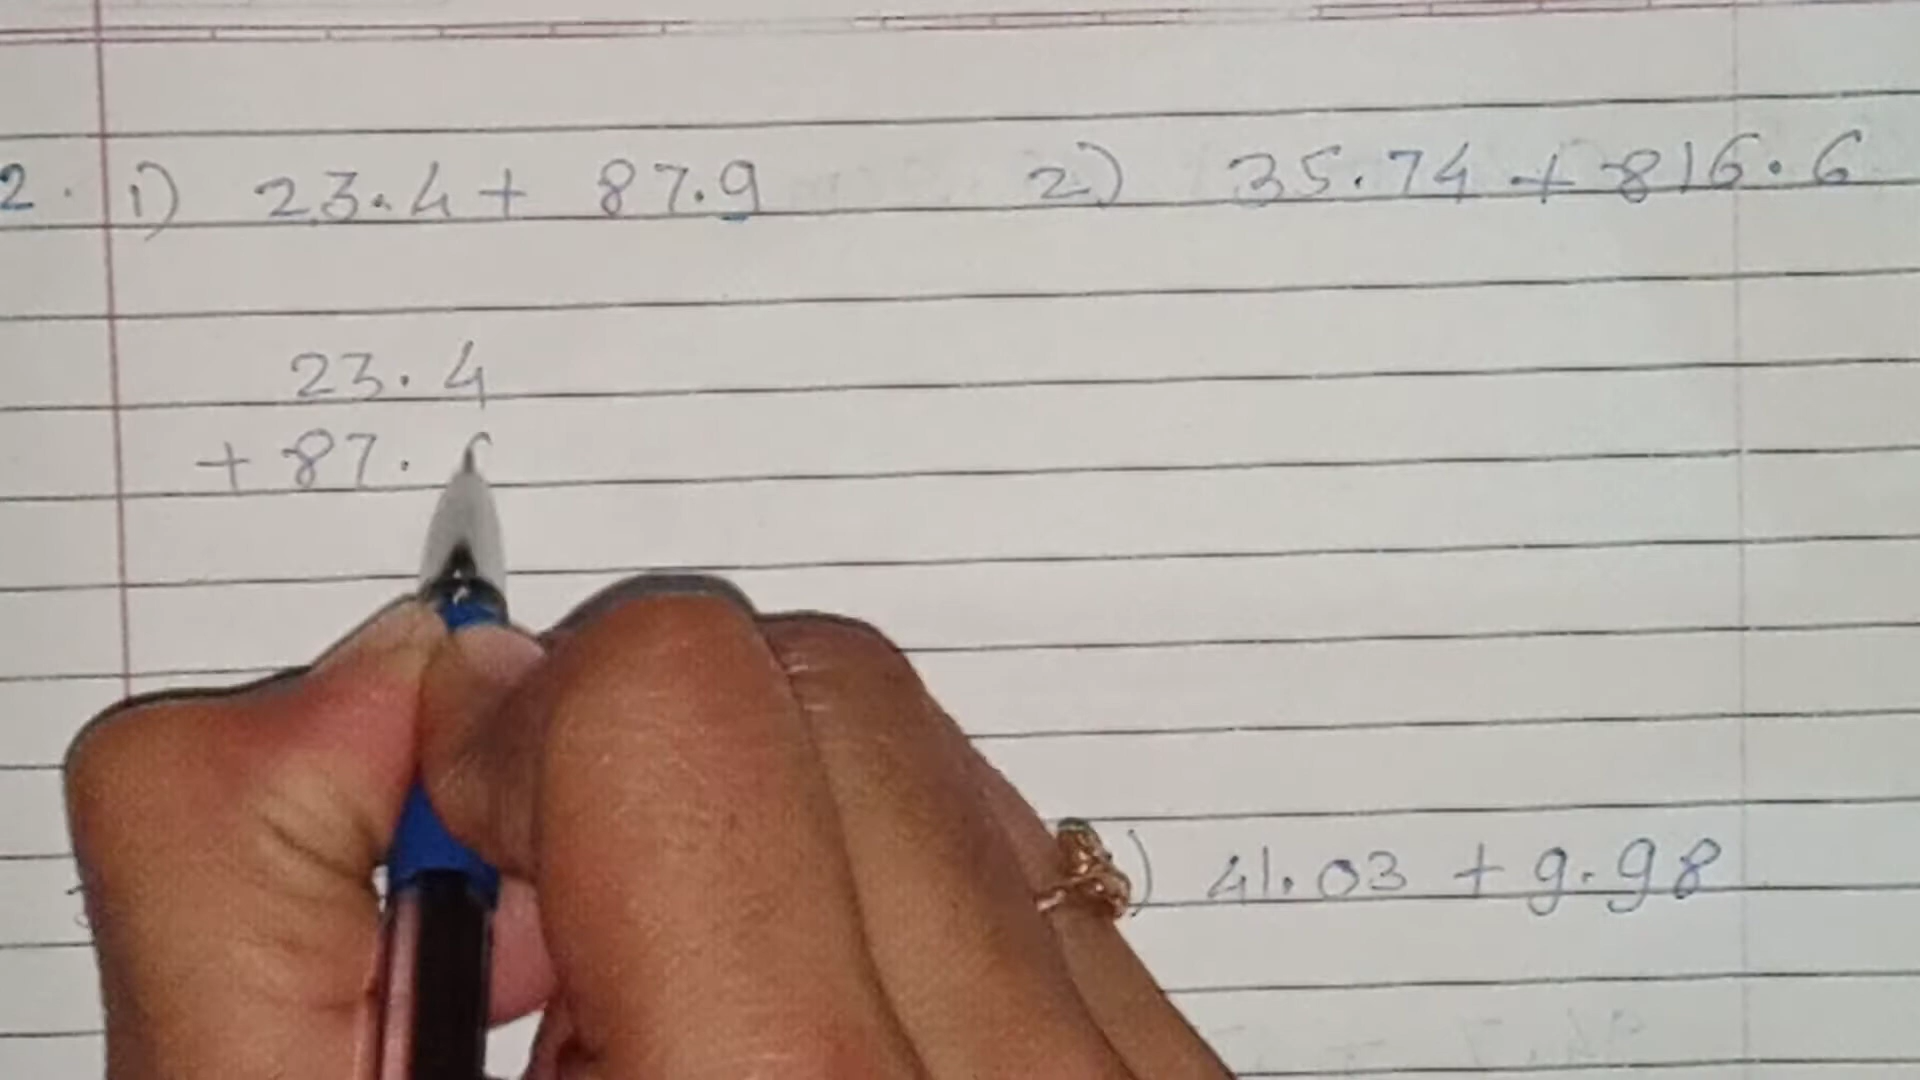 2. 1) 23.4 + 87.9 2) 35.74 + 816.6
23.4
+ 87.
) 41.03 + 9.98